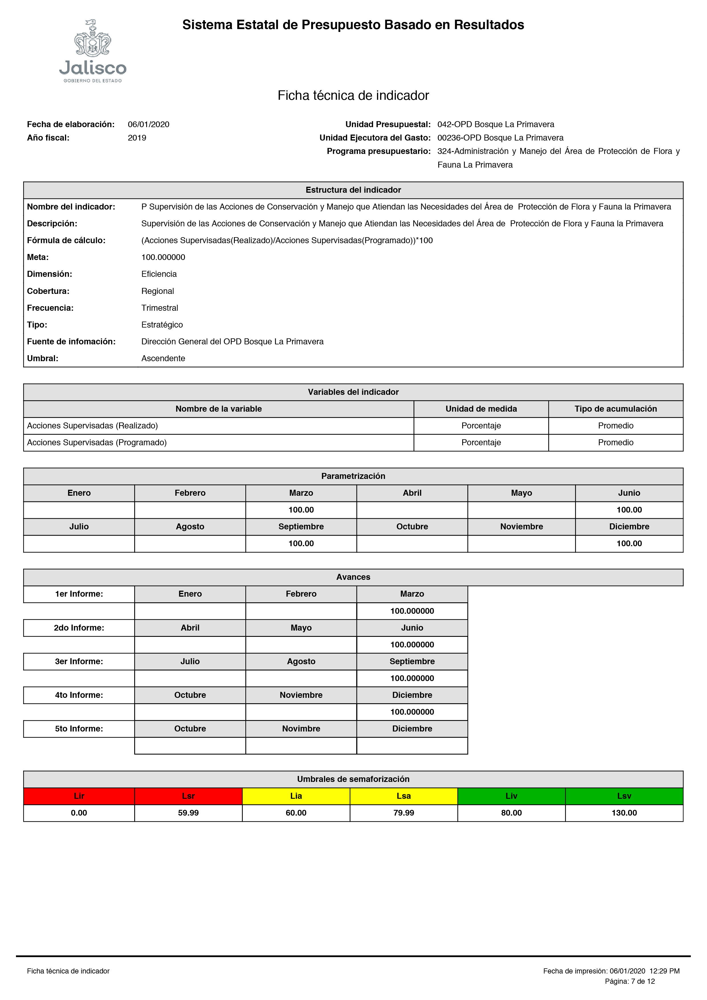 Sistema Estatal de Presupuesto Basado en Resultados
Jalisco
GOBIERNO DEL ESTADO
Ficha técnica de indicador
Fecha de elaboración: 06/01/2020
Año fiscal: 2019
Unidad Presupuestal: 042-OPD Bosque La Primavera
Unidad Ejecutora del Gasto: 00236-OPD Bosque La Primavera
Programa presupuestario: 324-Administración y Manejo del Área de Protección de Flora y
Fauna La Primavera
Estructura del indicador
Nombre del indicador: P Supervisión de las Acciones de Conservación y Manejo que Atiendan las Necesidades del Área de Protección de Flora y Fauna la Primavera
Descripción: Supervisión de las Acciones de Conservación y Manejo que Atiendan las Necesidades del Área de Protección de Flora y Fauna la Primavera
Fórmula de cálculo: (Acciones Supervisadas(Realizado)/Acciones Supervisadas(Programado))*100
Meta: 100.000000
Dimensión: Eficiencia
Cobertura: Regional
Frecuencia: Trimestral
Tipo: Estratégico
Fuente de infomación: Dirección General del OPD Bosque La Primavera
Umbral: Ascendente
Variables del indicador
Nombre de la variable Unidad de medida Tipo de acumulación
Acciones Supervisadas (Realizado) Porcentaje Promedio
Acciones Supervisadas (Programado) Porcentaje Promedio
Parametrización
Enero Febrero Marzo Abril Mayo Junio
100.00 100.00
Julio Agosto Septiembre Octubre Noviembre Diciembre
100.00 100.00
Avances
1er Informe: Enero Febrero Marzo
100.000000
2do Informe: Abril Mayo Junio
100.000000
3er Informe: Julio Agosto Septiembre
100.000000
4to Informe: Octubre Noviembre Diciembre
100.000000
5to Informe: Octubre Novimbre Diciembre
Umbrales de semaforización
Lir Lsr Lia Lsa Liv Lsv
0.00 59.99 60.00 79.99 80.00 130.00
Ficha técnica de indicador
Fecha de impresión: 06/01/2020 12:29 PM
Página: 7 de 12